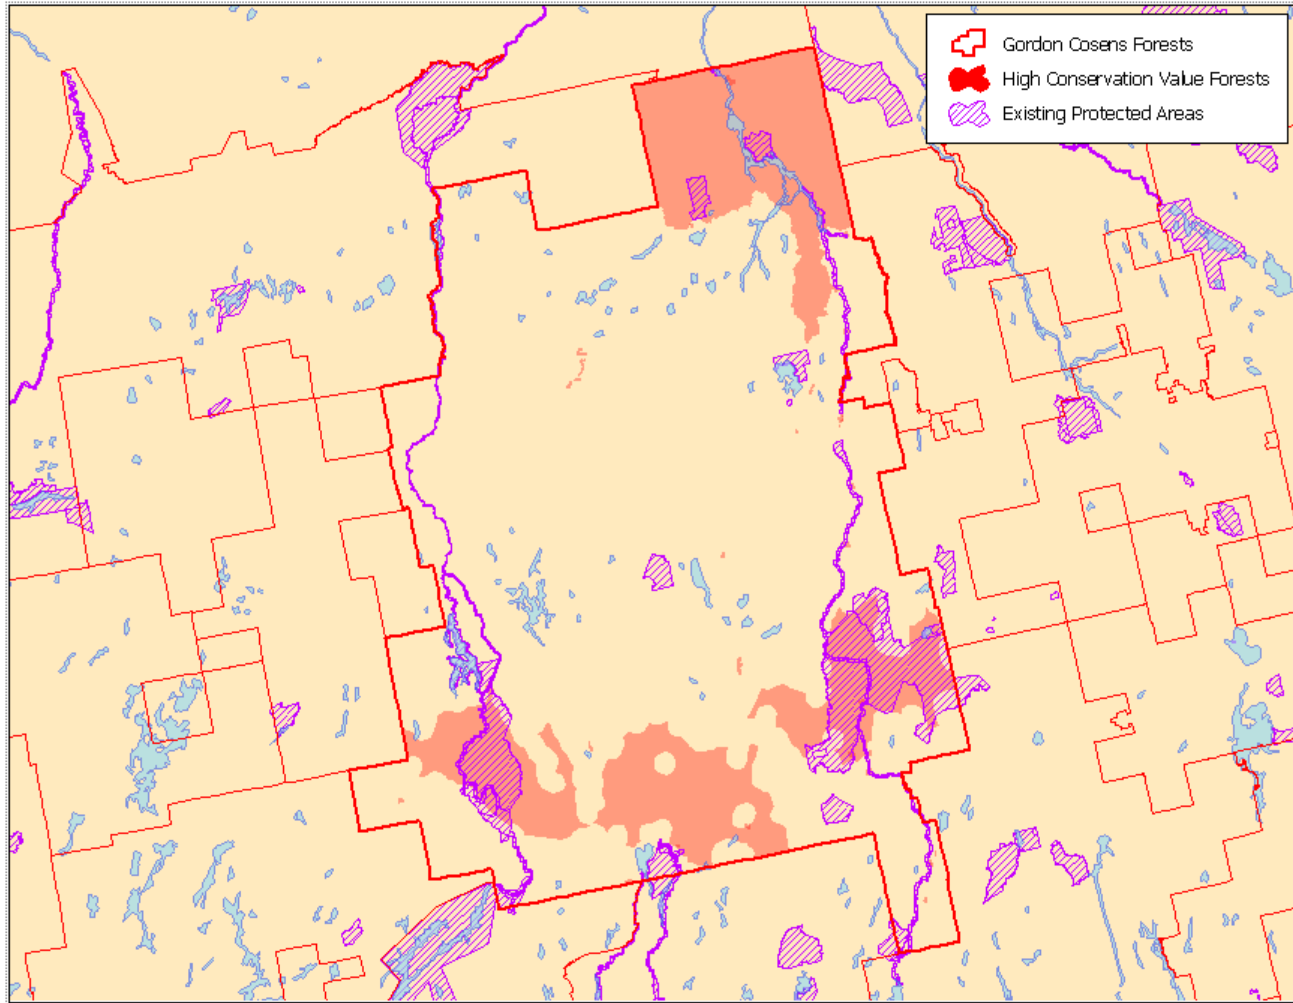 Gordon Cosens Forests
High Conservation Value Forests
Existing Protected Areas